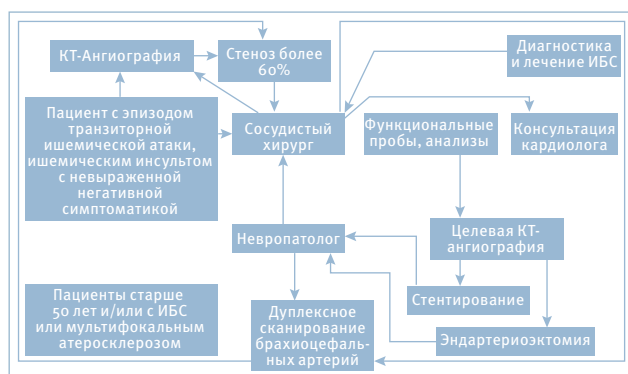 КТ-Ангиография
Стеноз более
60%
Диагностика
и лечение ИБС
Пациент с эпизодом
транзиторной
ишемической атаки,
ишемическим инсультом
с невыраженной
негативной
симптоматикой
Сосудистый
хирург
Функциональные
пробы, анализы
Консультация
кардиолога
Невропатолог
Целевая КТ-
ангиография
Пациенты старше
50 лет и/или с ИБС
или мультифокальным
атеросклерозом
Дуплексное
сканирование
брахиоцефаль-
ных артерий
Стентирование
Эндартериоэктомия